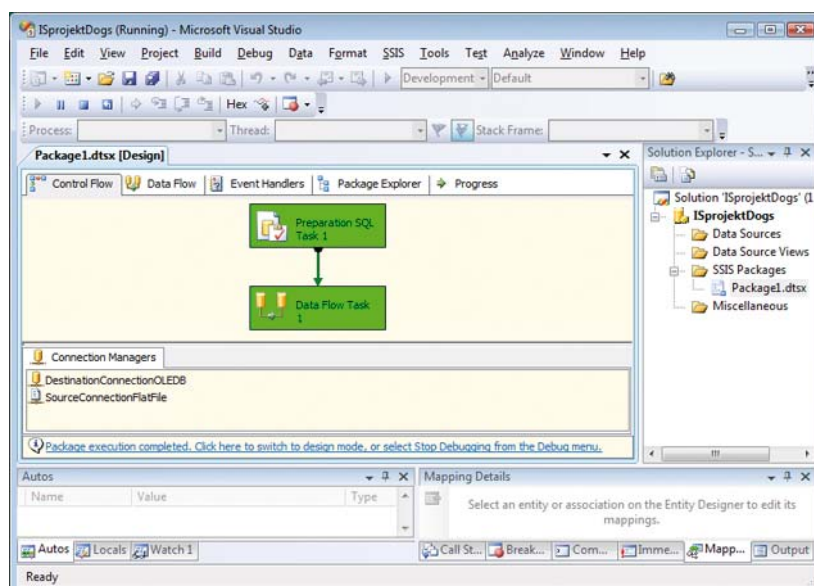 ISprojektDogs (Running) - Microsoft Visual Studio
File Edit View Project Build Debug Data Format SSIS Tools Test Analyze Window Help
Development Default
Hex
Process: Thread: Stack Frame:
Package1.dtsx [Design]
Control Flow Data Flow Event Handlers Package Explorer Progress
Preparation SQL
Task 1
Data Flow Task
1
Connection Managers
DestinationConnectionOLEDB
SourceConnectionFlatFile
Package execution completed. Click here to switch to design mode, or select Stop Debugging from the Debug menu.
Solution Explorer - S...
Solution 'ISprojektDogs' (1
ISprojektDogs
Data Sources
Data Source Views
SSIS Packages
Package1.dtsx
Miscellaneous
Autos
Name Value Type
Autos Locals Watch 1
Mapping Details
Select an entity or association on the Entity Designer to edit its
mappings.
Call St... Break... Com... Imme... Mapp... Output
Ready